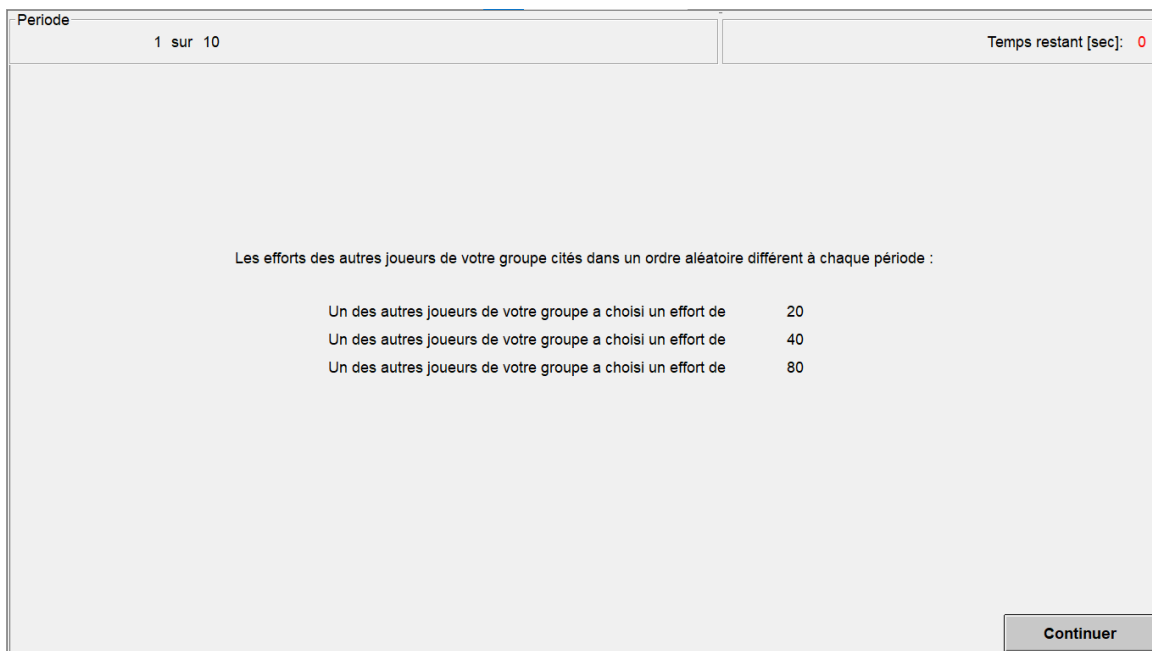 Periode
1 sur 10
Temps restant [sec]: 0
Les efforts des autres joueurs de votre groupe cités dans un ordre aléatoire différent à chaque période :
Un des autres joueurs de votre groupe a choisi un effort de 20
Un des autres joueurs de votre groupe a choisi un effort de 40
Un des autres joueurs de votre groupe a choisi un effort de 80
Continuer